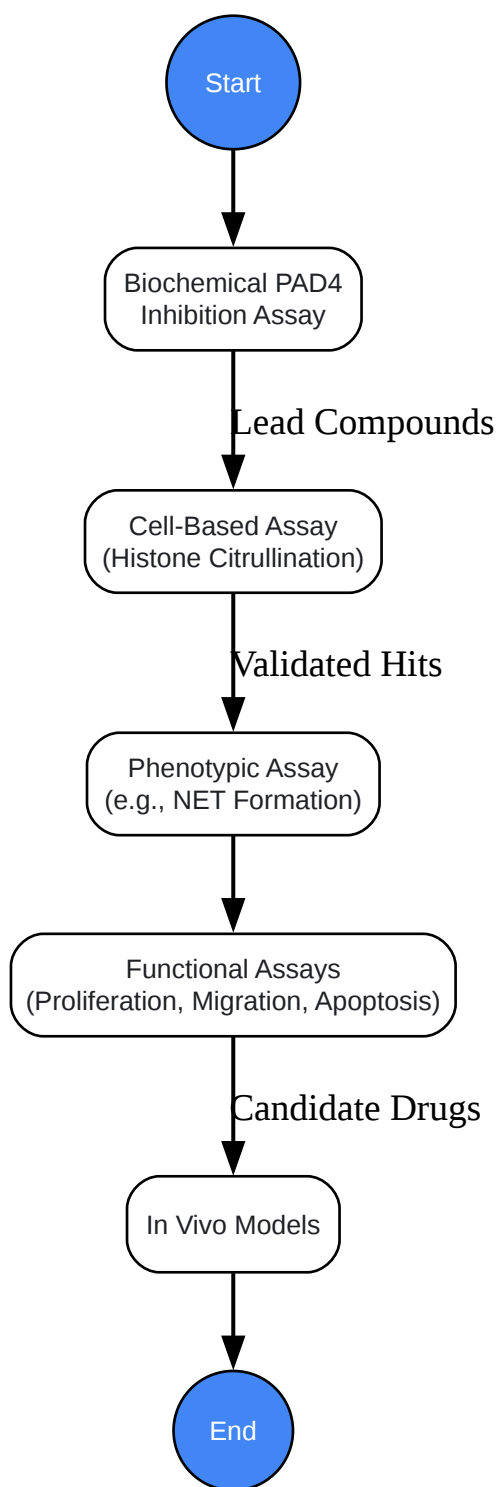 Start
Biochemical PAD4
Inhibition Assay
Lead Compounds
Cell-Based Assay
(Histone Citrullination)
Validated Hits
Phenotypic Assay
(e.g., NET Formation)
Functional Assays
(Proliferation, Migration, Apoptosis)
Candidate Drugs
In Vivo Models
End